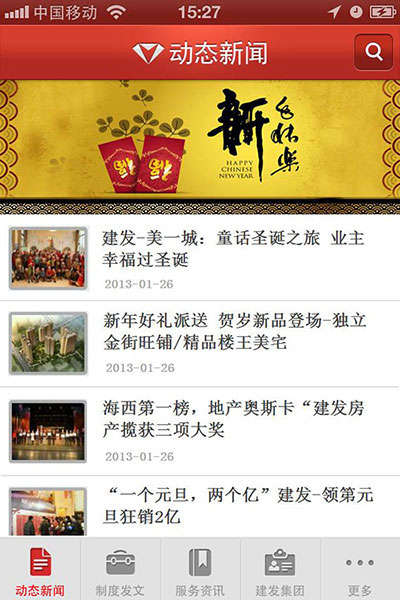 中国移动 15:27
动态新闻
新年快樂
HAPPY
CHINESE
NEW YEAR
建发-美一城：童话圣诞之旅 业主
幸福过圣诞
2013-01-26
新年好礼派送 贺岁新品登场-独立
金街旺铺/精品楼王美宅
2013-01-26
海西第一榜，地产奥斯卡“建发房
产揽获三项大奖
2013-01-26
“一个元旦，两个亿”建发-领第元
旦狂销2亿
动态新闻 制度发文 服务资讯 建发集团 更多